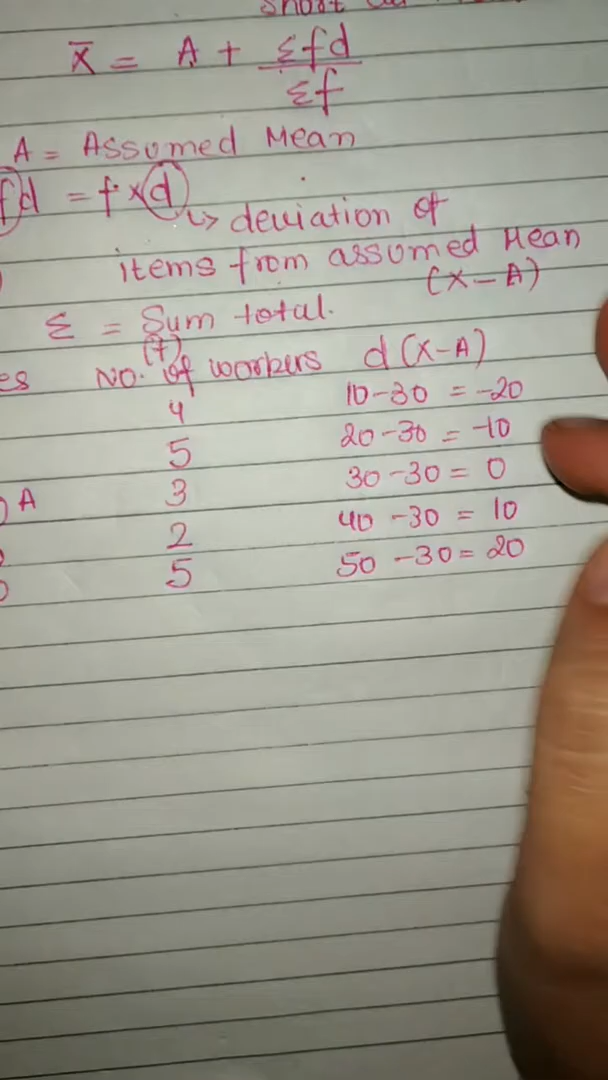 Short
x̄ = A + Σfd / Σf
A = Assumed Mean
fd = f × d
↳ deviation of
items from assumed Mean
(X - A)
Σ = Sum total.
(f)
es No. of workers d (X-A)
4 10-30 = -20
5 20-30 = -10
A 3 30-30 = 0
2 40-30 = 10
5 50-30 = 20